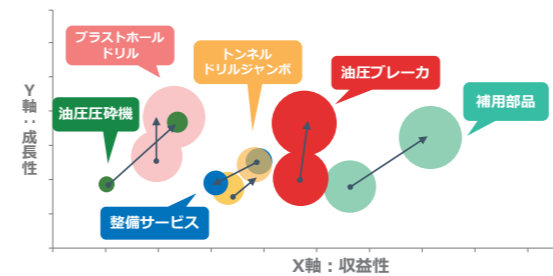 ブラストホール
ドリル
トンネル
ドリルジャンボ
油圧ブレーカ
補用部品
油圧圧砕機
整備サービス
Y軸：成長性
X軸：収益性